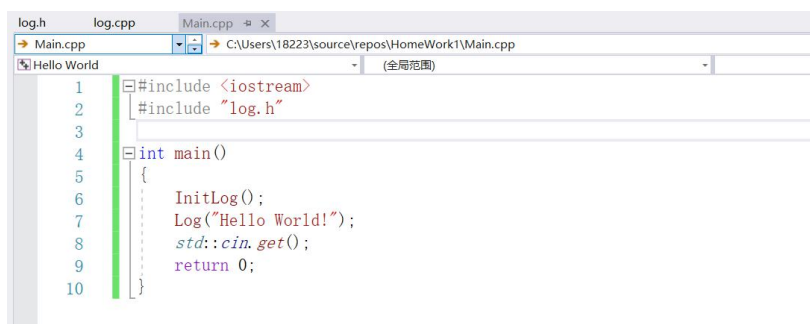 log.h log.cpp Main.cpp
Main.cpp C:\Users\18223\source\repos\HomeWork1\Main.cpp
Hello World (全局范围)
1 #include <iostream>
2 #include "log.h"
3
4 int main()
5 {
6 InitLog();
7 Log("Hello World!");
8 std::cin.get();
9 return 0;
10 }